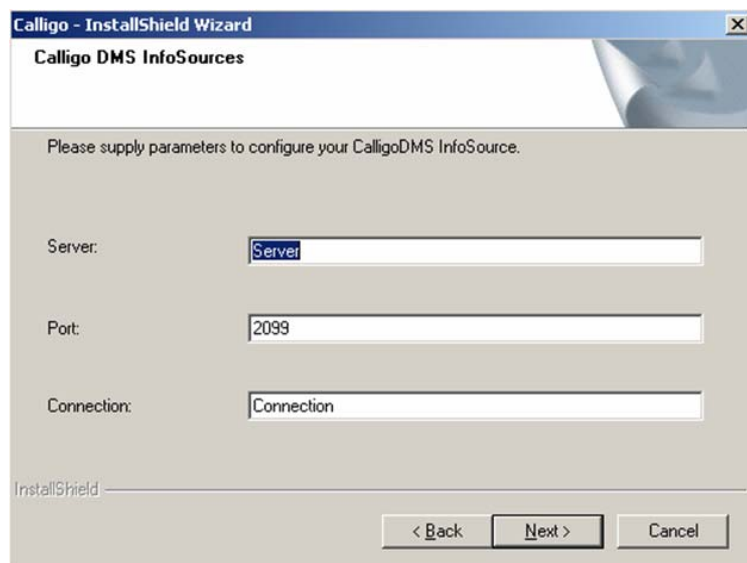 Calligo - InstallShield Wizard
Calligo DMS InfoSources
Please supply parameters to configure your CalligoDMS InfoSource.
Server: Server
Port: 2099
Connection: Connection
InstallShield
< Back Next > Cancel